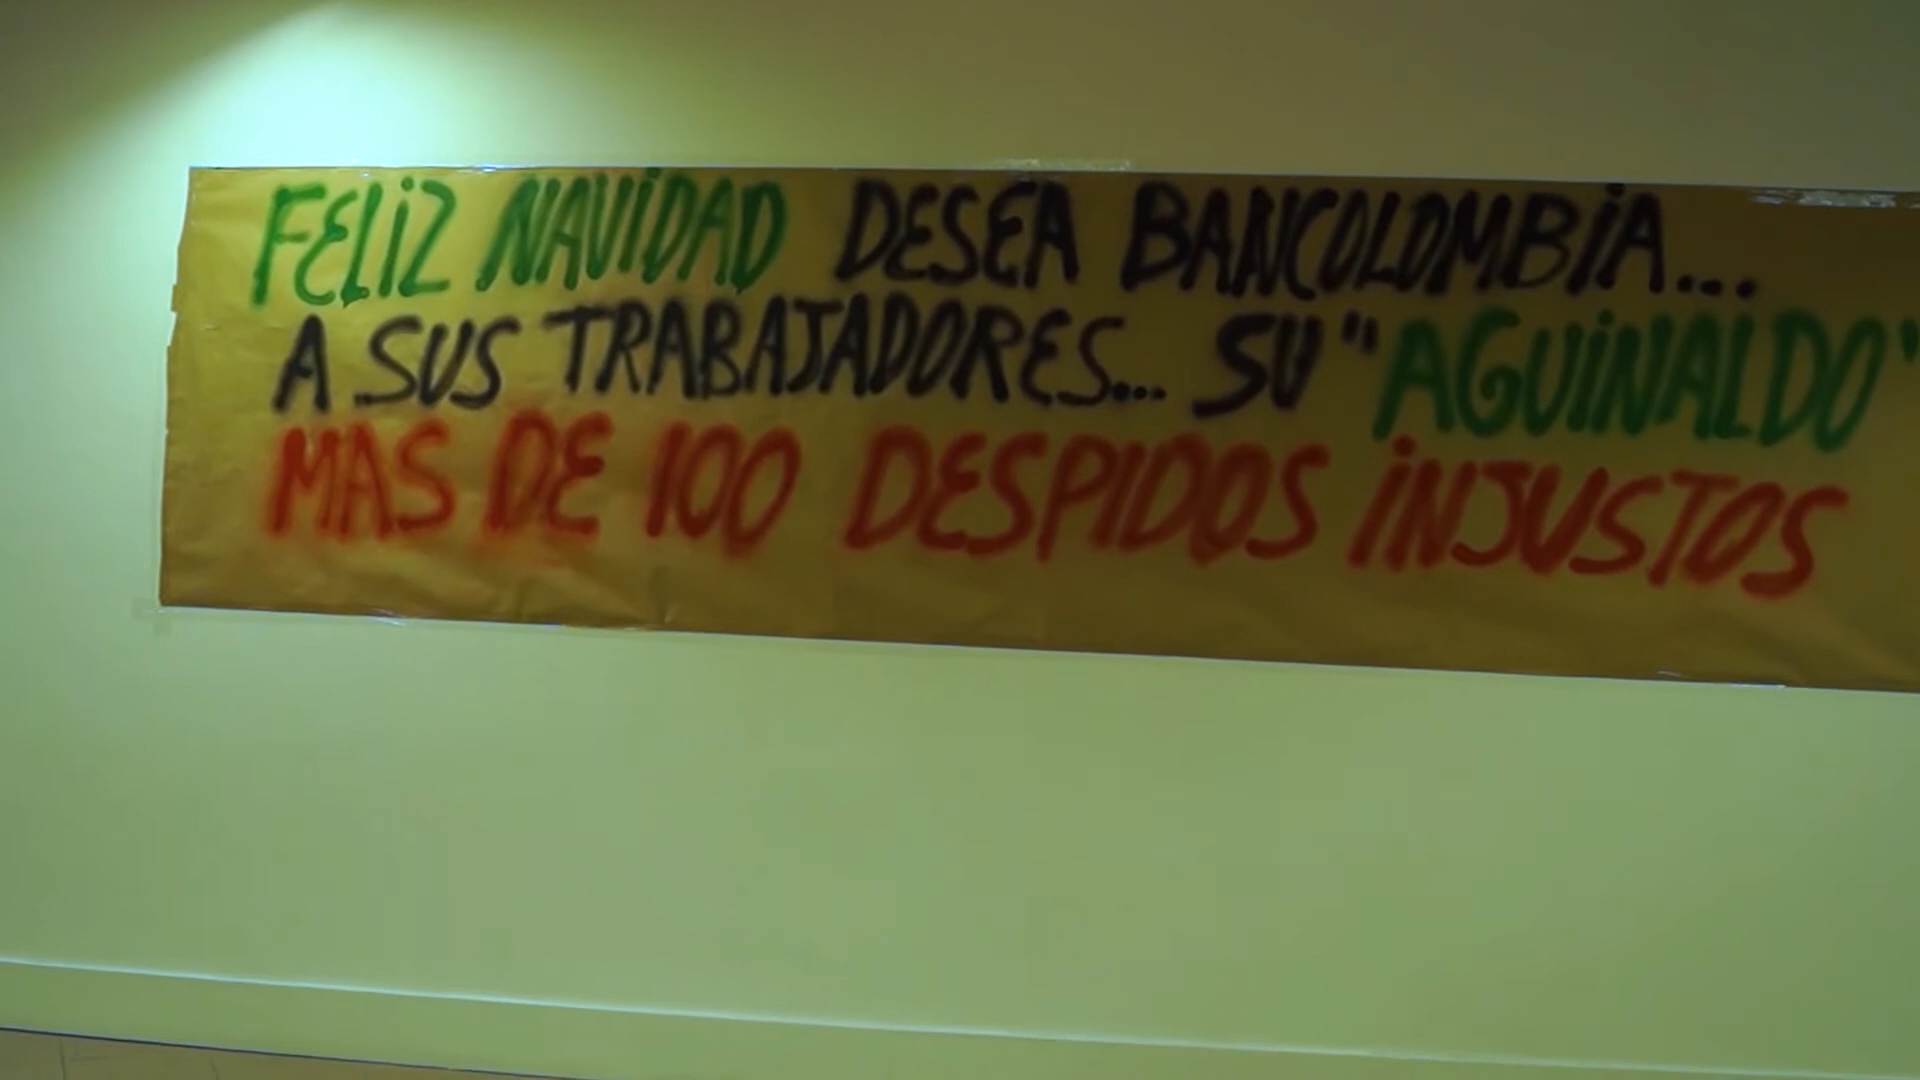 FELiZ NAViDAD DESEA BANCOLOMBiA...
A SUS TRABAJADORES... SU "AGUiNALDO"
MAS DE 100 DESPIDOS iNJUSTOS